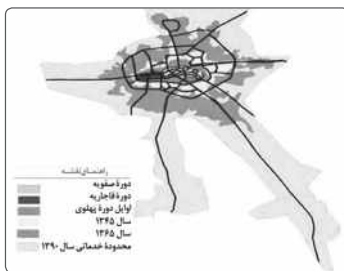 راهنمای نقشه
دورهٔ صفویه
دورهٔ قاجاریه
اوایل دورهٔ پهلوی
سال ۱۳۴۵
سال ۱۳۶۵
محدودهٔ خدماتی سال ۱۳۹۰